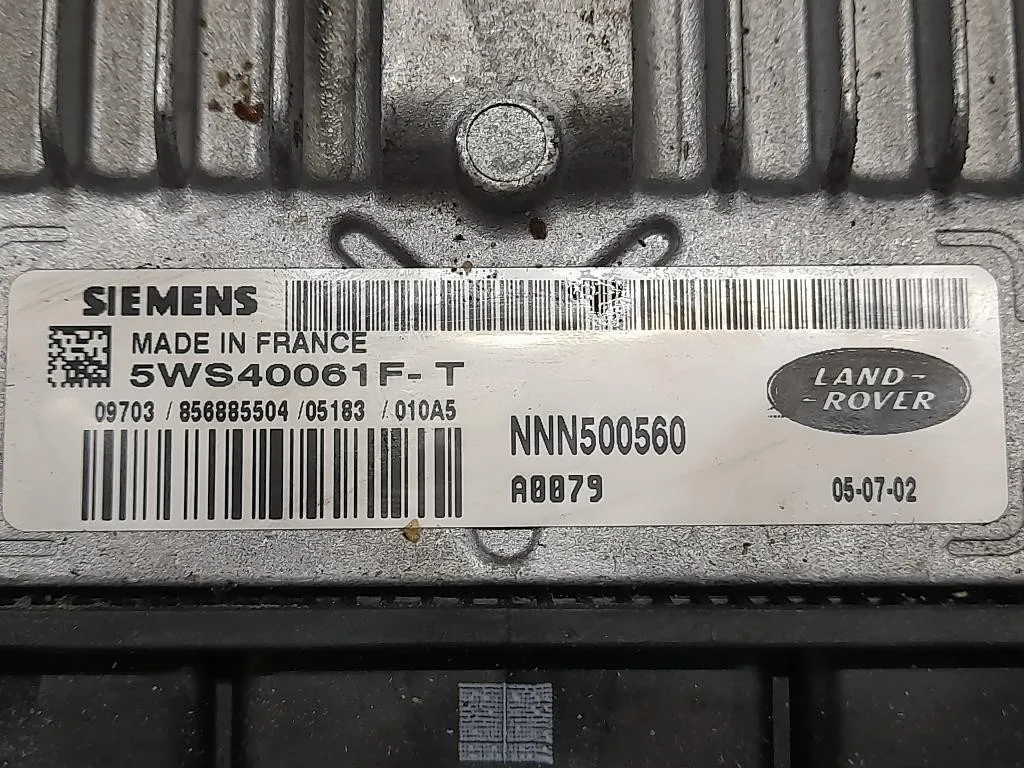 SIEMENS
MADE IN FRANCE
5WS40061F-T
09703 / 856885504 / 05183 / 010A5
NNN500560
A0079
LAND-
-ROVER
05-07-02